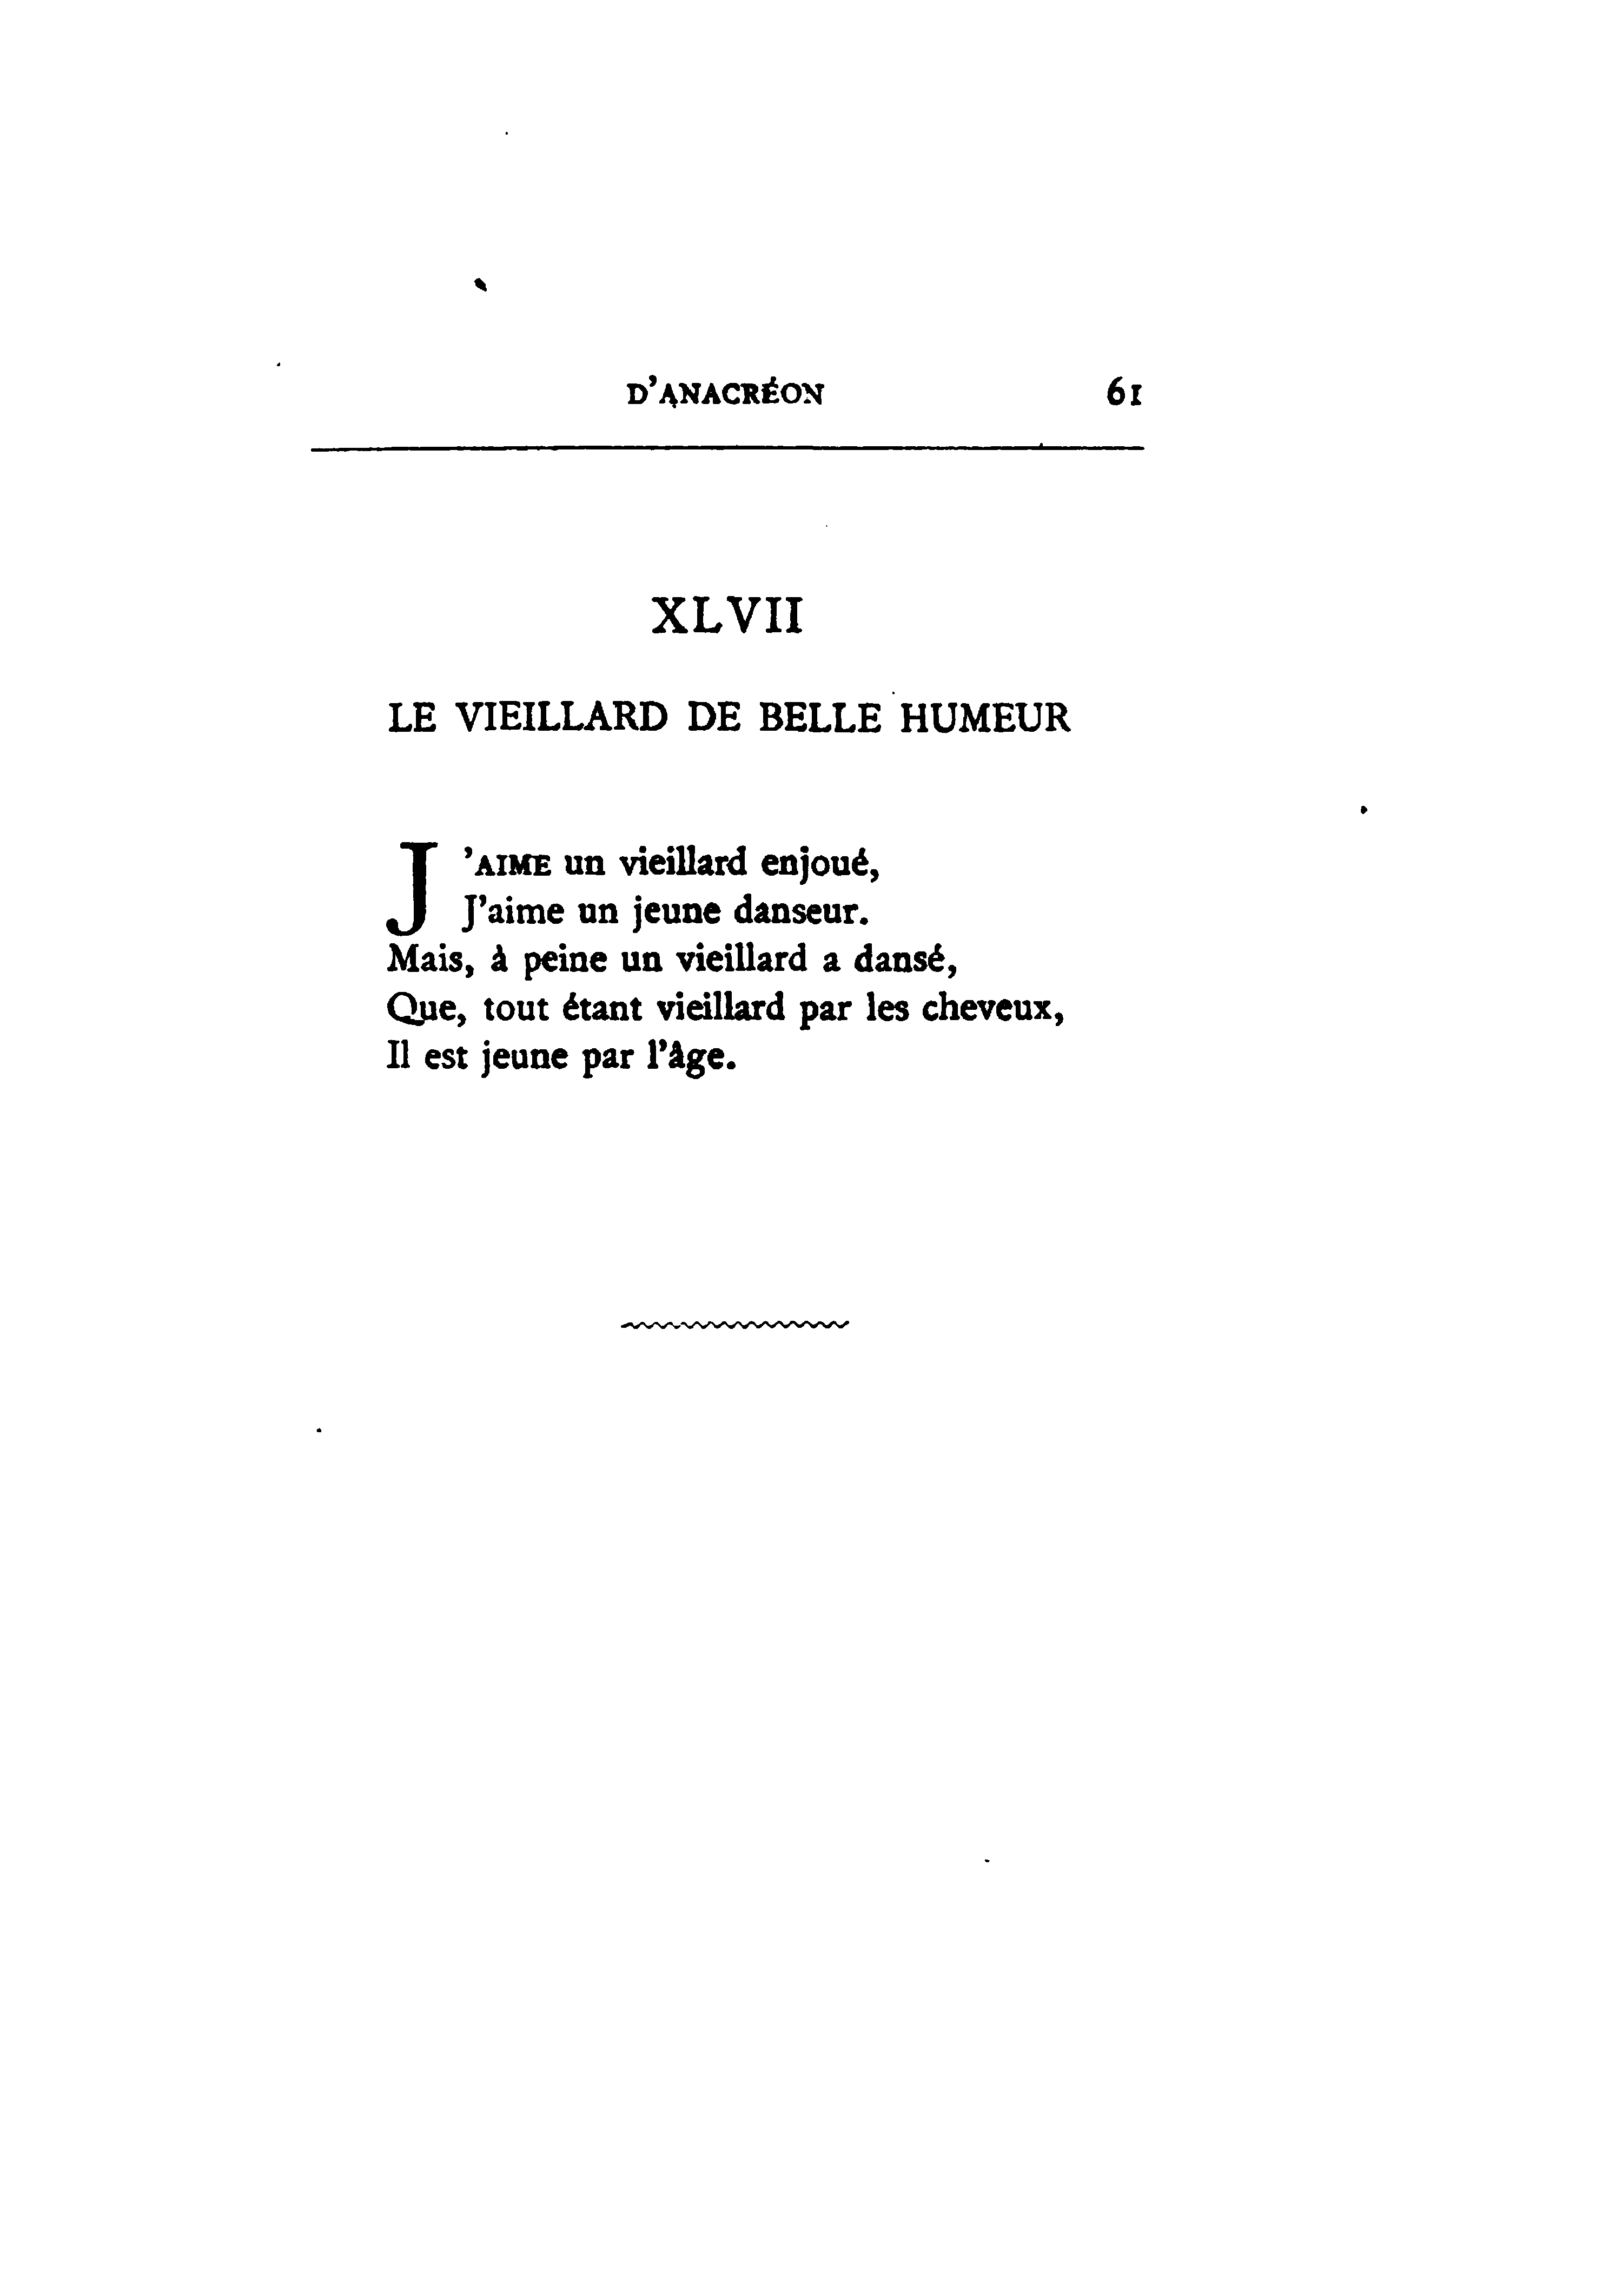 D'ANACRÉON 61
XLVII
LE VIEILLARD DE BELLE HUMEUR
J'AIME un vieillard enjoué,
J'aime un jeune danseur.
Mais, à peine un vieillard a dansé,
Que, tout étant vieillard par les cheveux,
Il est jeune par l'âge.